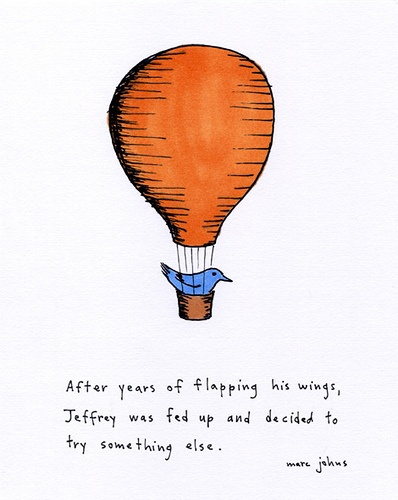 After years of flapping his wings,
Jeffrey was fed up and decided to
try something else.
marc johns